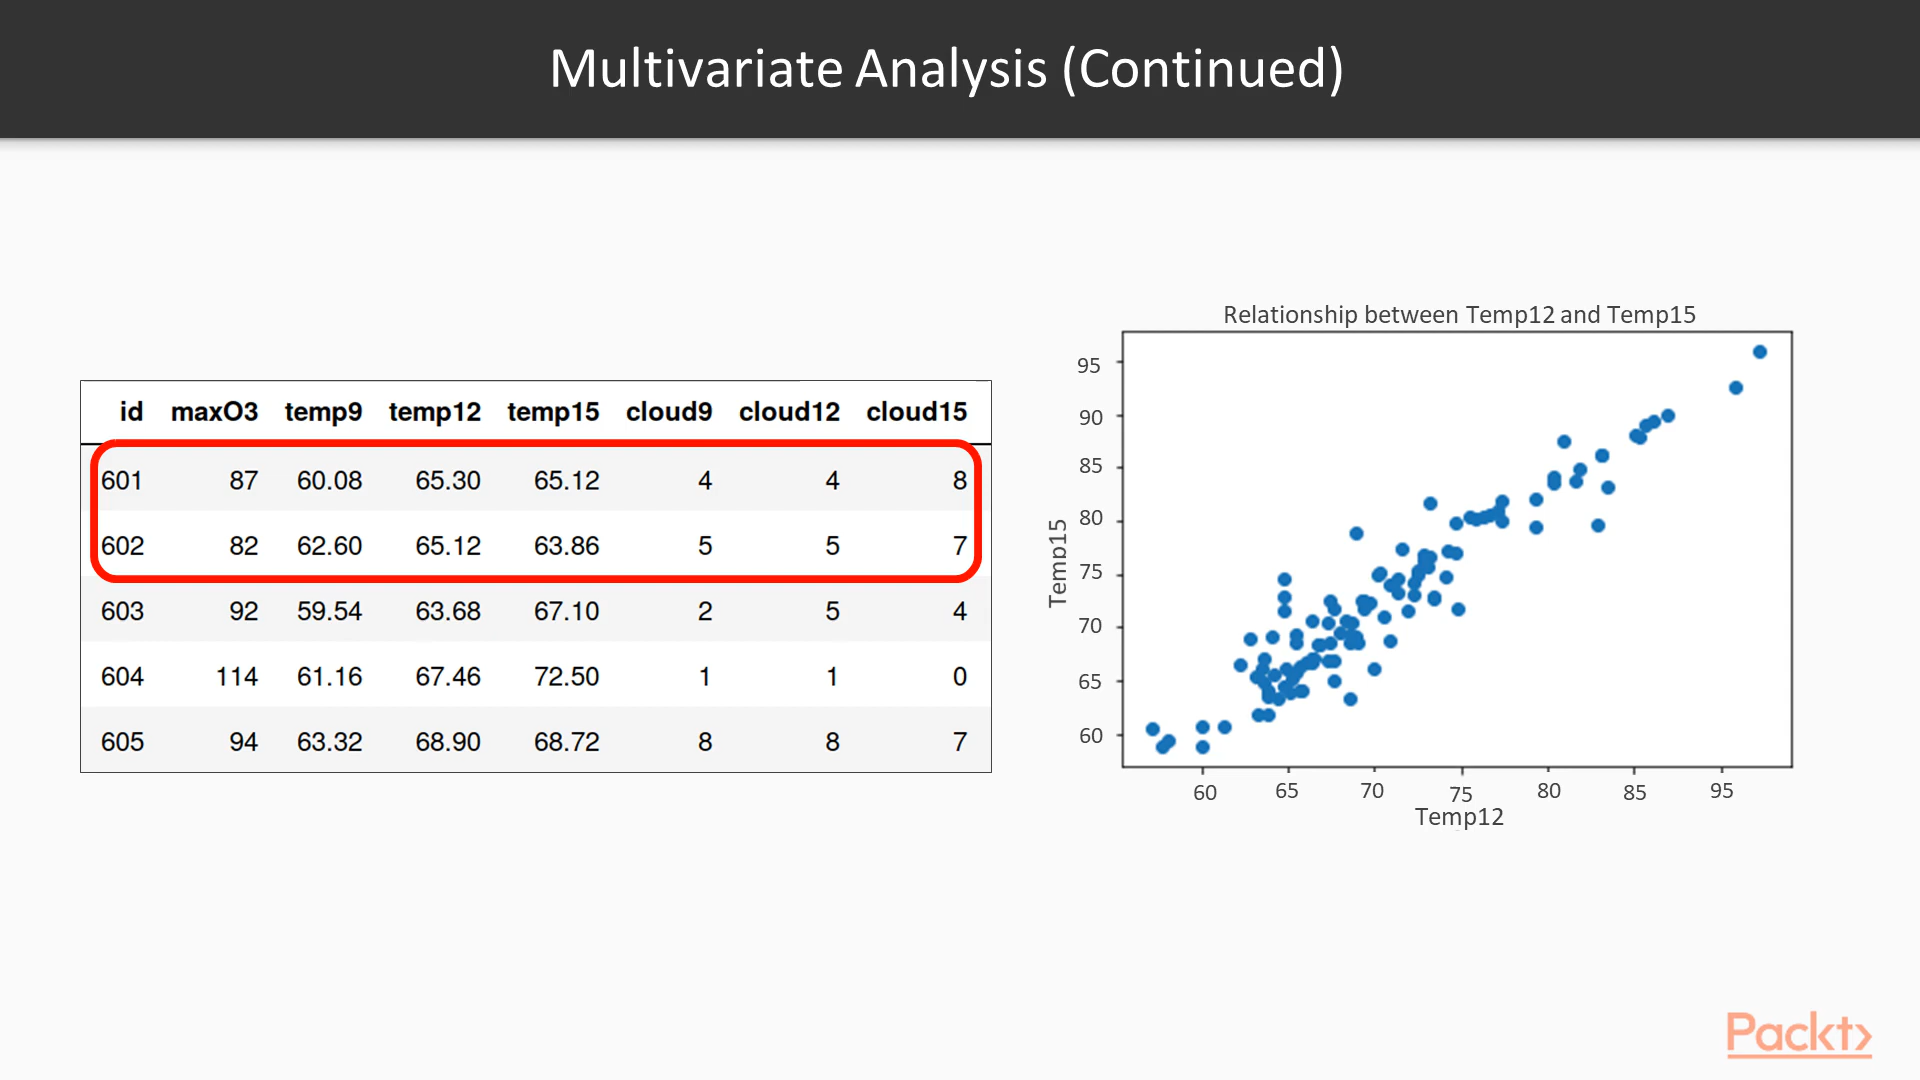 Multivariate Analysis (Continued)
id maxO3 temp9 temp12 temp15 cloud9 cloud12 cloud15
601 87 60.08 65.30 65.12 4 4 8
602 82 62.60 65.12 63.86 5 5 7
603 92 59.54 63.68 67.10 2 5 4
604 114 61.16 67.46 72.50 1 1 0
605 94 63.32 68.90 68.72 8 8 7
Relationship between Temp12 and Temp15
95
90
85
80
75
70
65
60
Temp15
60 65 70 75 80 85 95
Temp12
Packt